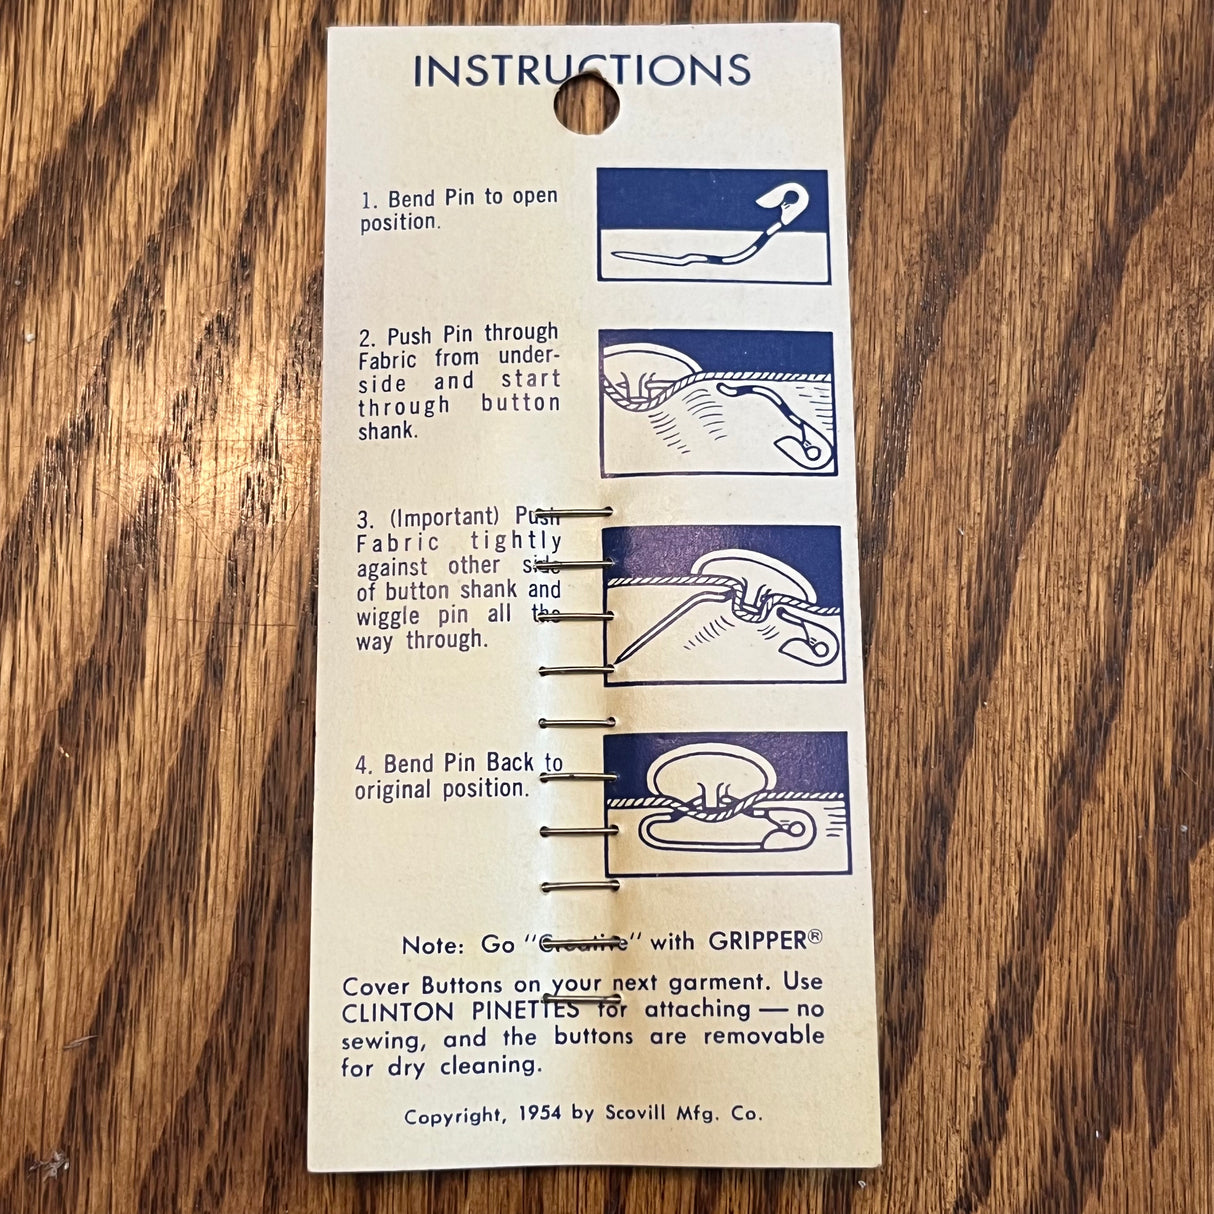 INSTRUCTIONS
1. Bend Pin to open
position.
2. Push Pin through
Fabric from under-
side and start
through button
shank.
3. (Important) Push
Fabric tightly
against other side
of button shank and
wiggle pin all the
way through.
4. Bend Pin Back to
original position.
Note: Go "Creative" with GRIPPER®
Cover Buttons on your next garment. Use
CLINTON PINETTES for attaching — no
sewing, and the buttons are removable
for dry cleaning.
Copyright, 1954 by Scovill Mfg. Co.